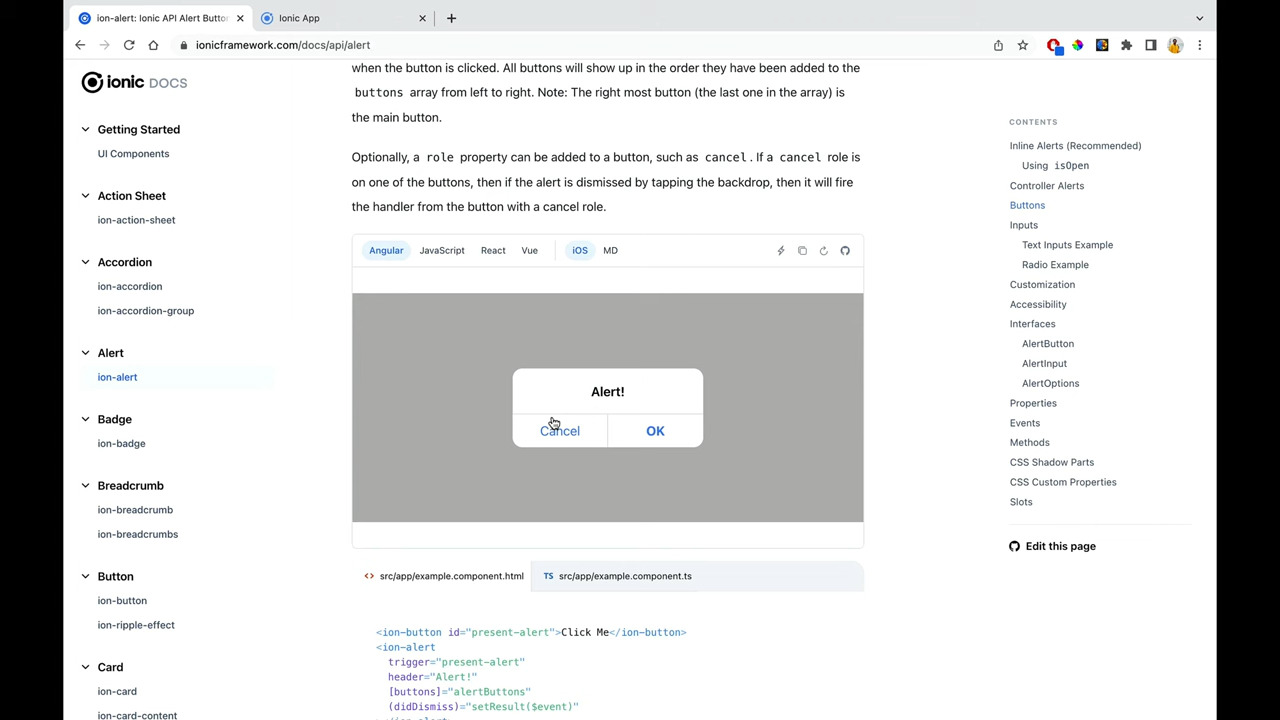 ion-alert: Ionic API Alert Button
Ionic App
ionicframework.com/docs/api/alert
ionic DOCS
Getting Started
UI Components
Action Sheet
ion-action-sheet
Accordion
ion-accordion
ion-accordion-group
Alert
ion-alert
Badge
ion-badge
Breadcrumb
ion-breadcrumb
ion-breadcrumbs
Button
ion-button
ion-ripple-effect
Card
ion-card
ion-card-content
when the button is clicked. All buttons will show up in the order they have been added to the
buttons array from left to right. Note: The right most button (the last one in the array) is
the main button.
Optionally, a role property can be added to a button, such as cancel. If a cancel role is
on one of the buttons, then if the alert is dismissed by tapping the backdrop, then it will fire
the handler from the button with a cancel role.
Angular JavaScript React Vue iOS MD
Alert!
Cancel OK
<> src/app/example.component.html TS src/app/example.component.ts
<ion-button id="present-alert">Click Me</ion-button>
<ion-alert
trigger="present-alert"
header="Alert!"
[buttons]="alertButtons"
(didDismiss)="setResult($event)"
></ion-alert>
CONTENTS
Inline Alerts (Recommended)
Using isOpen
Controller Alerts
Buttons
Inputs
Text Inputs Example
Radio Example
Customization
Accessibility
Interfaces
AlertButton
AlertInput
AlertOptions
Properties
Events
Methods
CSS Shadow Parts
CSS Custom Properties
Slots
Edit this page